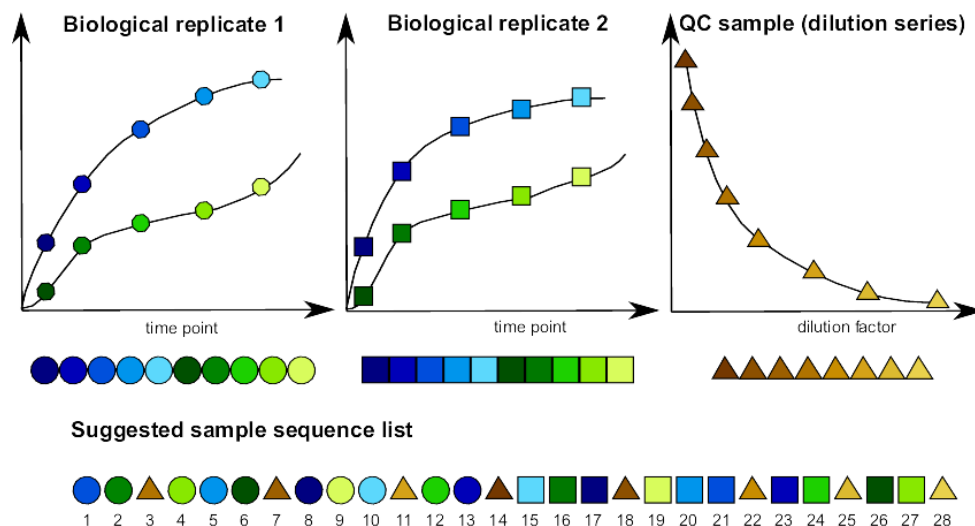 Biological replicate 1
Biological replicate 2
QC sample (dilution series)
time point
time point
dilution factor
Suggested sample sequence list
1 2 3 4 5 6 7 8 9 10 11 12 13 14 15 16 17 18 19 20 21 22 23 24 25 26 27 28